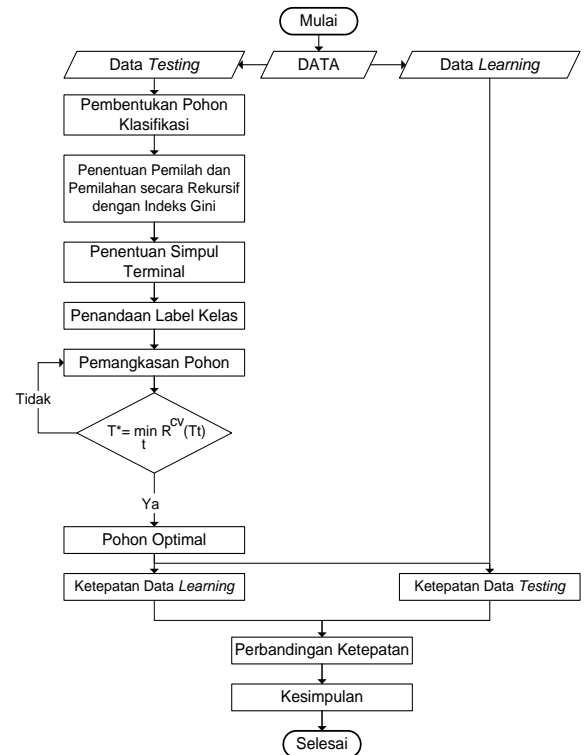 Mulai
Data Testing
DATA
Data Learning
Pembentukan Pohon
Klasifikasi
Penentuan Pemilah dan
Pemilahan secara Rekursif
dengan Indeks Gini
Penentuan Simpul
Terminal
Penandaan Label Kelas
Pemangkasan Pohon
Tidak
T*= min R^cv(Tt)
t
Ya
Pohon Optimal
Ketepatan Data Learning
Ketepatan Data Testing
Perbandingan Ketepatan
Kesimpulan
Selesai